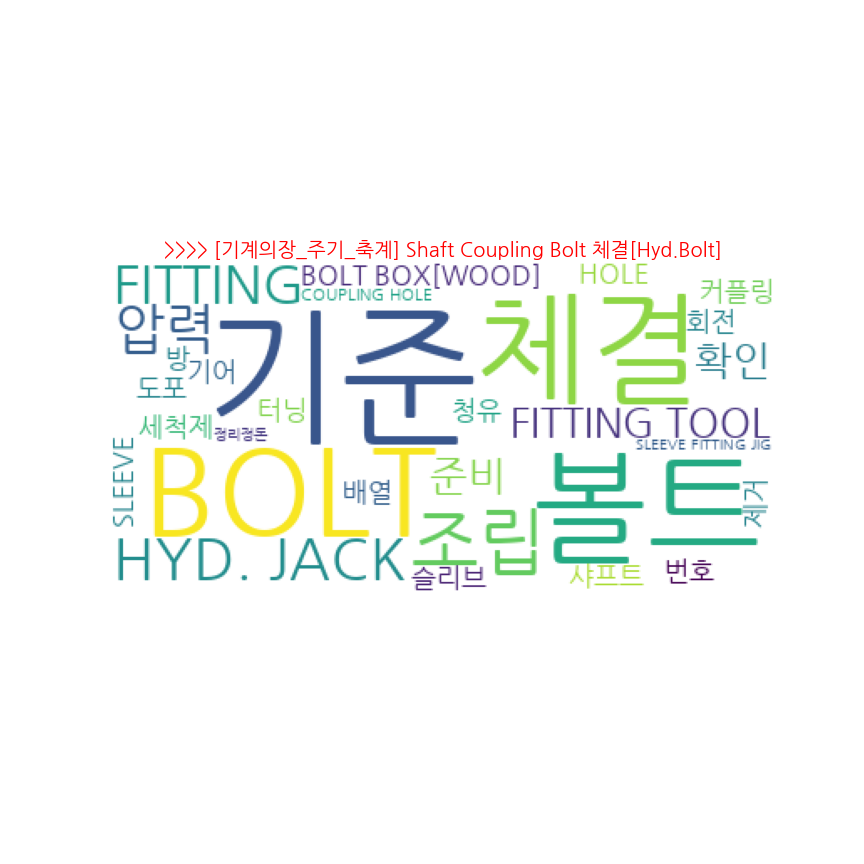 >>>> [기계의장_주기_축계] Shaft Coupling Bolt 체결[Hyd.Bolt]
FITTING
BOLT BOX[WOOD]
HOLE
COUPLING HOLE
커플링
압력
기준
체결
회전
확인
방
기어
도포
터닝
청유
세척제
정리정돈
FITTING TOOL
SLEEVE FITTING JIG
SLEEVE
BOLT
배열
준비
볼트
제거
HYD. JACK
조립
슬리브
샤프트
번호